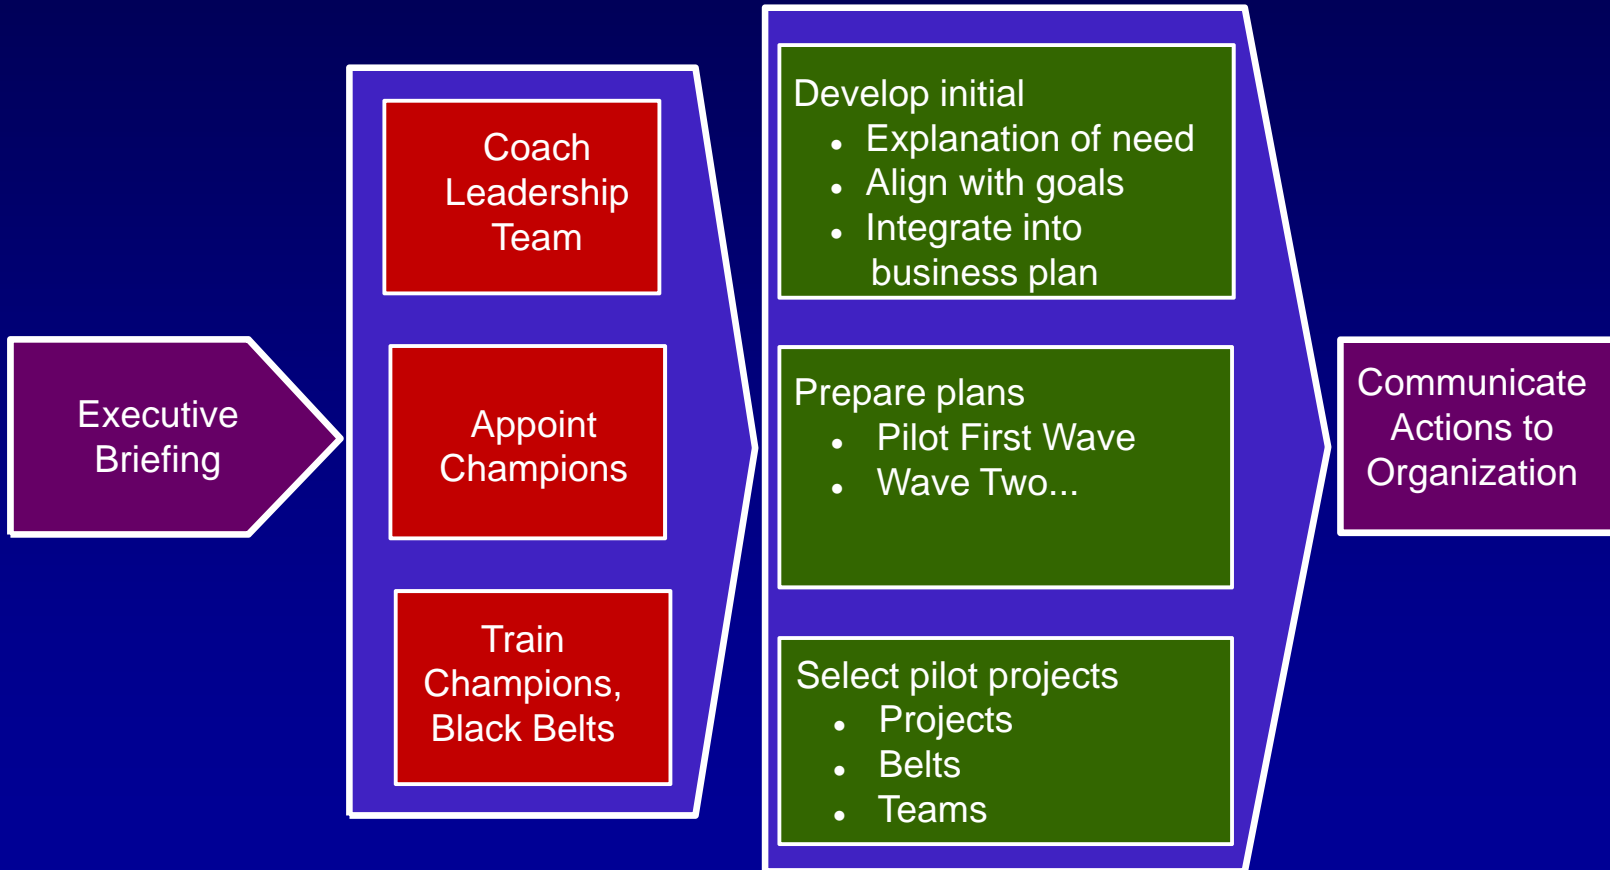 Executive
Briefing
Coach
Leadership
Team
Appoint
Champions
Train
Champions,
Black Belts
Develop initial
• Explanation of need
• Align with goals
• Integrate into
business plan
Prepare plans
• Pilot First Wave
• Wave Two...
Select pilot projects
• Projects
• Belts
• Teams
Communicate
Actions to
Organization